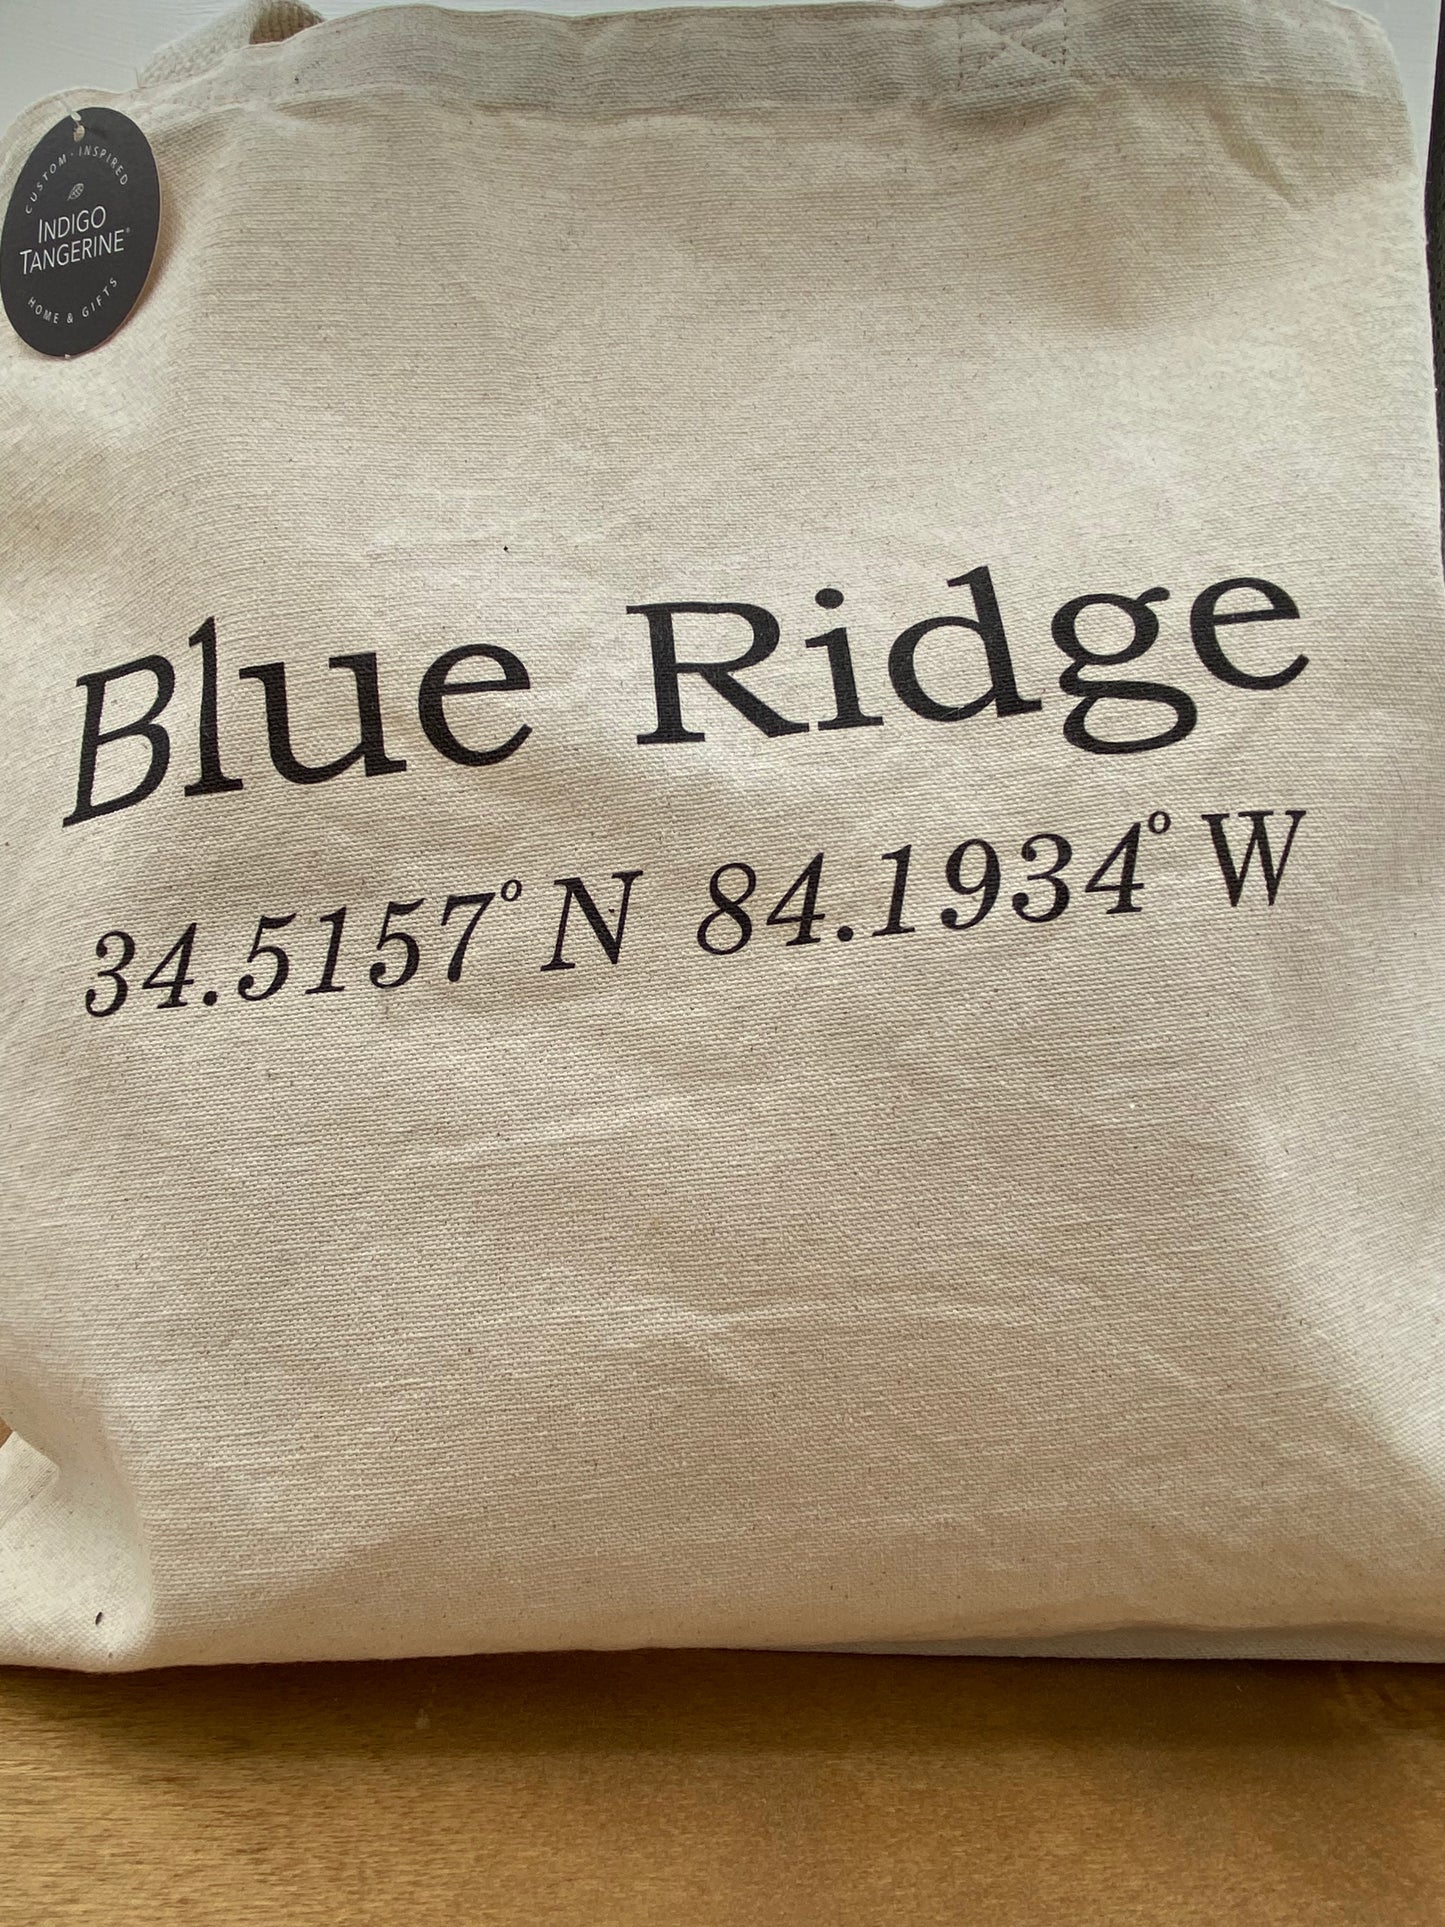 CUSTOM · INSPIRED
INDIGO
TANGERINE®
HOME & GIFTS
Blue Ridge
34.5157° N 84.1934° W